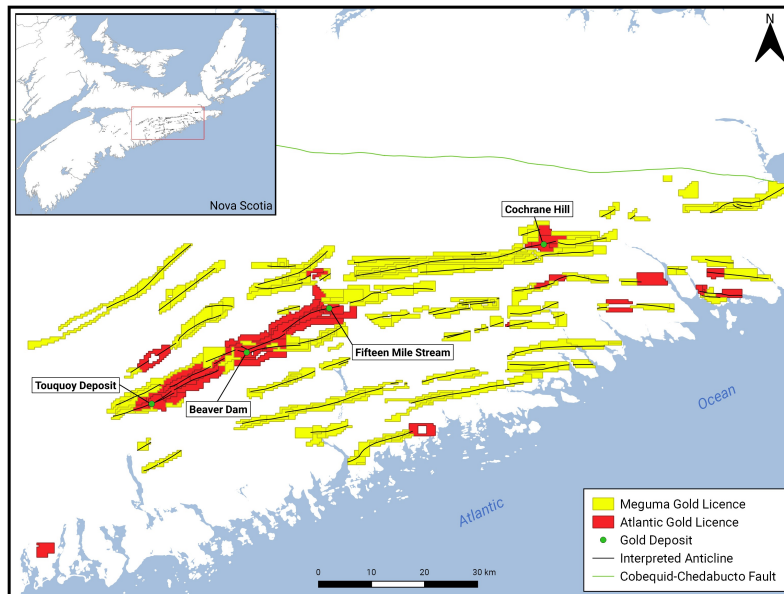 N
Nova Scotia
Cochrane Hill
Fifteen Mile Stream
Touquoy Deposit
Beaver Dam
Ocean
Atlantic
Meguma Gold Licence
Atlantic Gold Licence
Gold Deposit
Interpreted Anticline
Cobequid-Chedabucto Fault
0 10 20 30 km